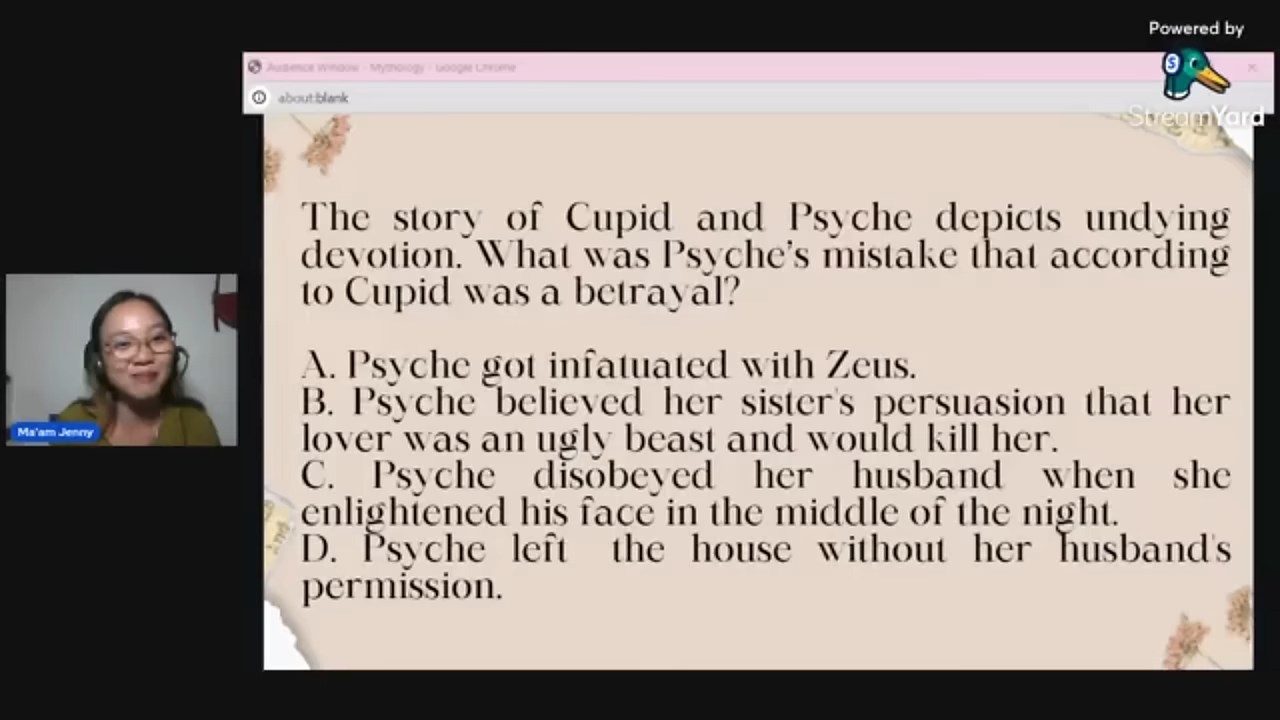 Powered by
StreamYard
Audience Window - Mythology - Google Chrome
about:blank
The story of Cupid and Psyche depicts undying
devotion. What was Psyche's mistake that according
to Cupid was a betrayal?
A. Psyche got infatuated with Zeus.
B. Psyche believed her sister's persuasion that her
lover was an ugly beast and would kill her.
C. Psyche disobeyed her husband when she
enlightened his face in the middle of the night.
D. Psyche left the house without her husband's
permission.
Ma'am Jenny